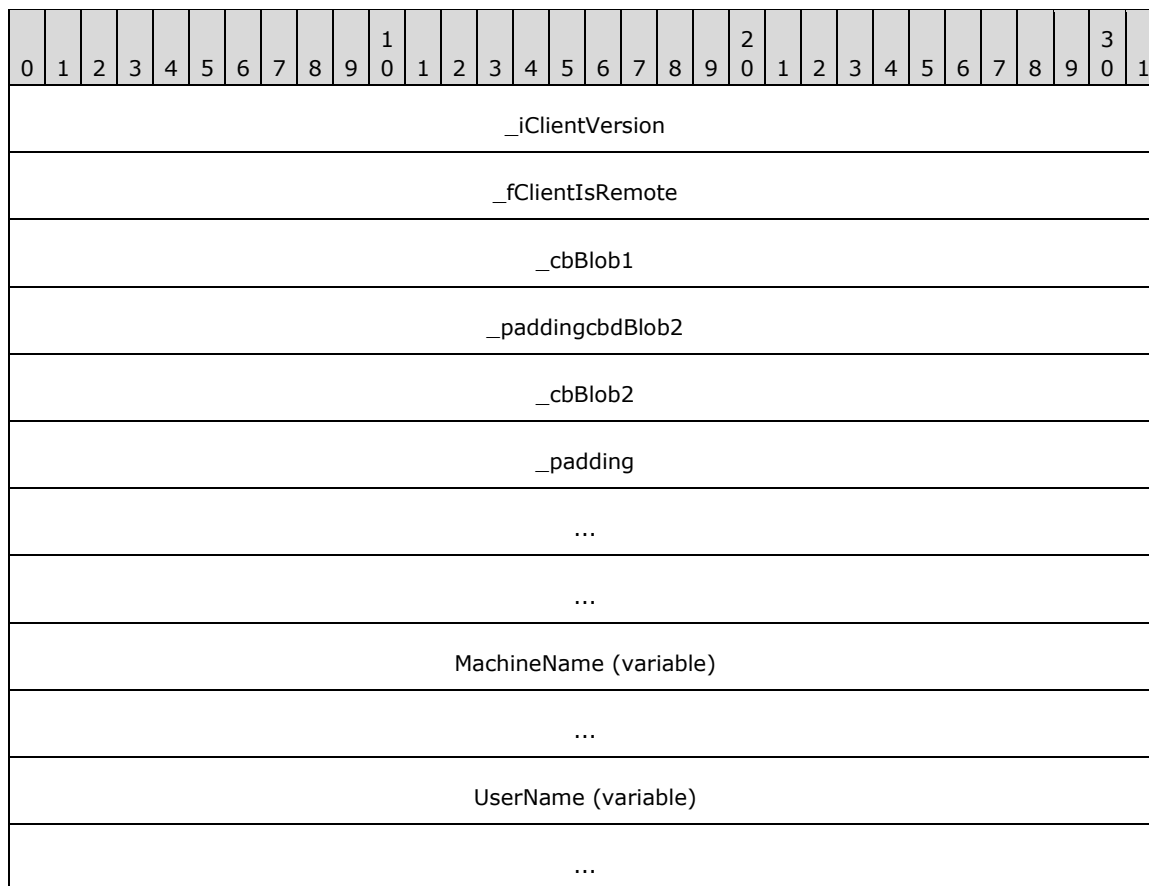 1 2 3
0 1 2 3 4 5 6 7 8 9 0 1 2 3 4 5 6 7 8 9 0 1 2 3 4 5 6 7 8 9 0 1
_iClientVersion
_fClientIsRemote
_cbBlob1
_paddingcbdBlob2
_cbBlob2
_padding
...
...
MachineName (variable)
...
UserName (variable)
...